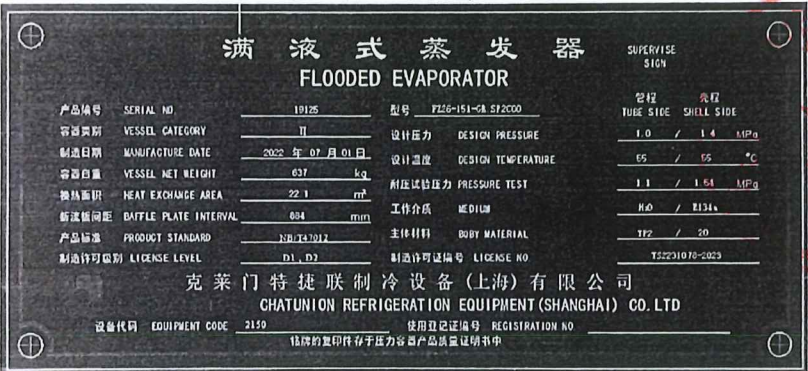 满液式蒸发器
FLOODED EVAPORATOR
SUPERVISE
SIGN
产品编号 SERIAL NO. 19125
型号 FZ26-151-GR.SP2C00
管程 壳程
TUBE SIDE SHELL SIDE
容器类别 VESSEL CATEGORY II
设计压力 DESIGN PRESSURE 1.0 / 1.4 MPa
制造日期 MANUFACTURE DATE 2022 年 07 月 01 日
设计温度 DESIGN TEMPERATURE 55 / 55 °C
容器自重 VESSEL NET WEIGHT 637 kg
耐压试验压力 PRESSURE TEST 1.1 / 1.54 MPa
换热面积 HEAT EXCHANGE AREA 22.1 m²
工作介质 MEDIUM H2O / R134a
折流板间距 BAFFLE PLATE INTERVAL 684 mm
主体材料 BOBY MATERIAL TP2 / 20
产品标准 PRODUCT STANDARD NB/T47012
制造许可级别 LICENSE LEVEL D1, D2
制造许可证编号 LICENSE NO TS2231078-2023
克莱门特捷联制冷设备(上海)有限公司
CHATUNION REFRIGERATION EQUIPMENT(SHANGHAI) CO.LTD
设备代码 EQUIPMENT CODE 2150
使用登记证编号 REGISTRATION NO
铭牌的复印件存于压力容器产品质量证明书中